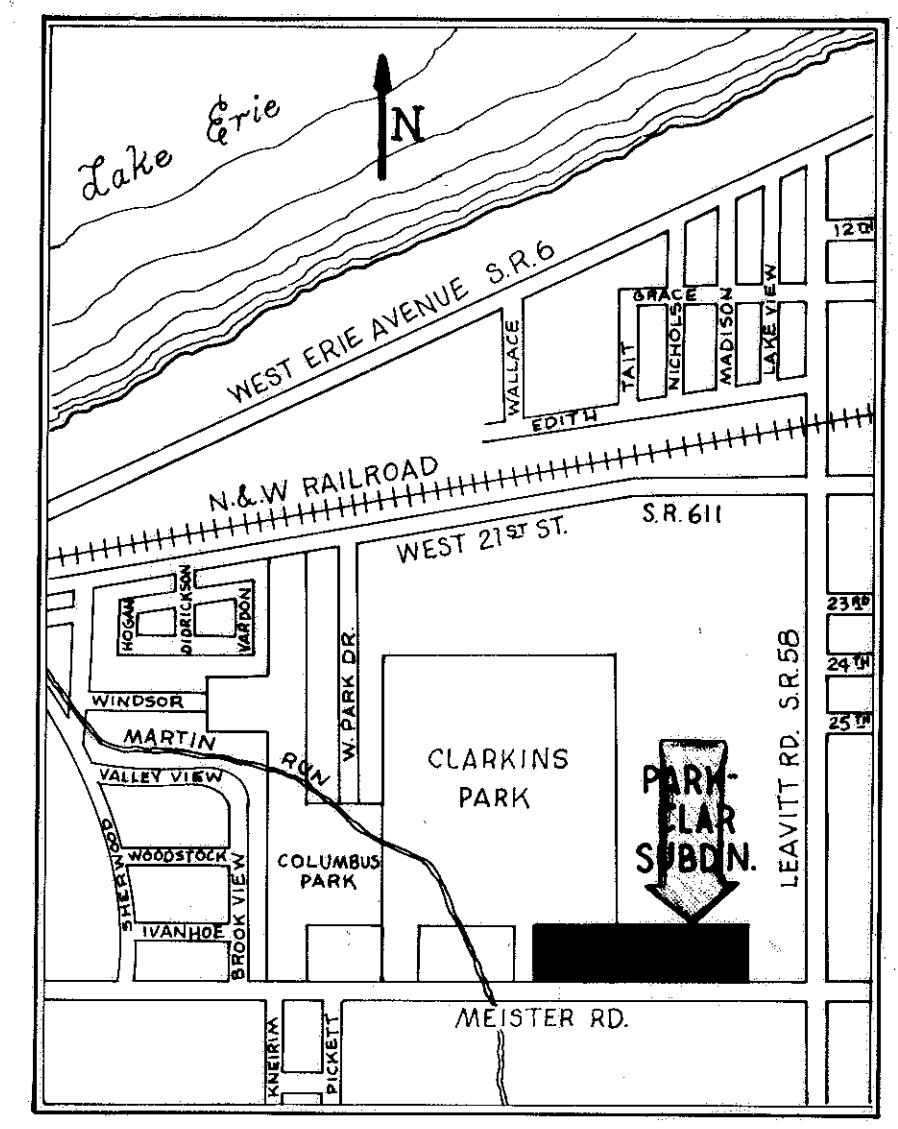 Lake Erie
N
WEST ERIE AVENUE S.R.6
12TH
GRACE
WALLACE
TAIT
NICHOLS
MADISON
LAKE VIEW
EDITH
N.&.W RAILROAD
WEST 21ST ST.
S.R.611
HOGAN
DIDRICKSON
VARDON
23RD
24TH
25TH
W. PARK DR.
LEAVITT RD. S.R.58
WINDSOR
MARTIN RUN
VALLEY VIEW
CLARKINS
PARK
PARK-
CLAR
SUBD'N.
SHERWOOD
WOODSTOCK
BROOK VIEW
COLUMBUS
PARK
IVANHOE
MEISTER RD.
KNEIRIM
PICKETT